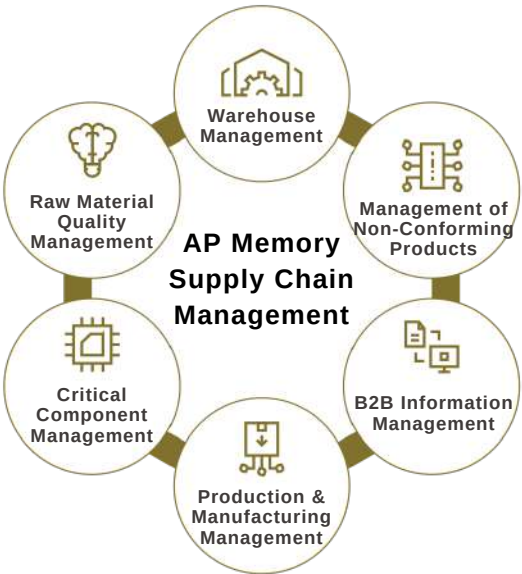 Warehouse
Management
Raw Material
Quality
Management
Management of
Non-Conforming
Products
AP Memory
Supply Chain
Management
Critical
Component
Management
B2B Information
Management
Production &
Manufacturing
Management